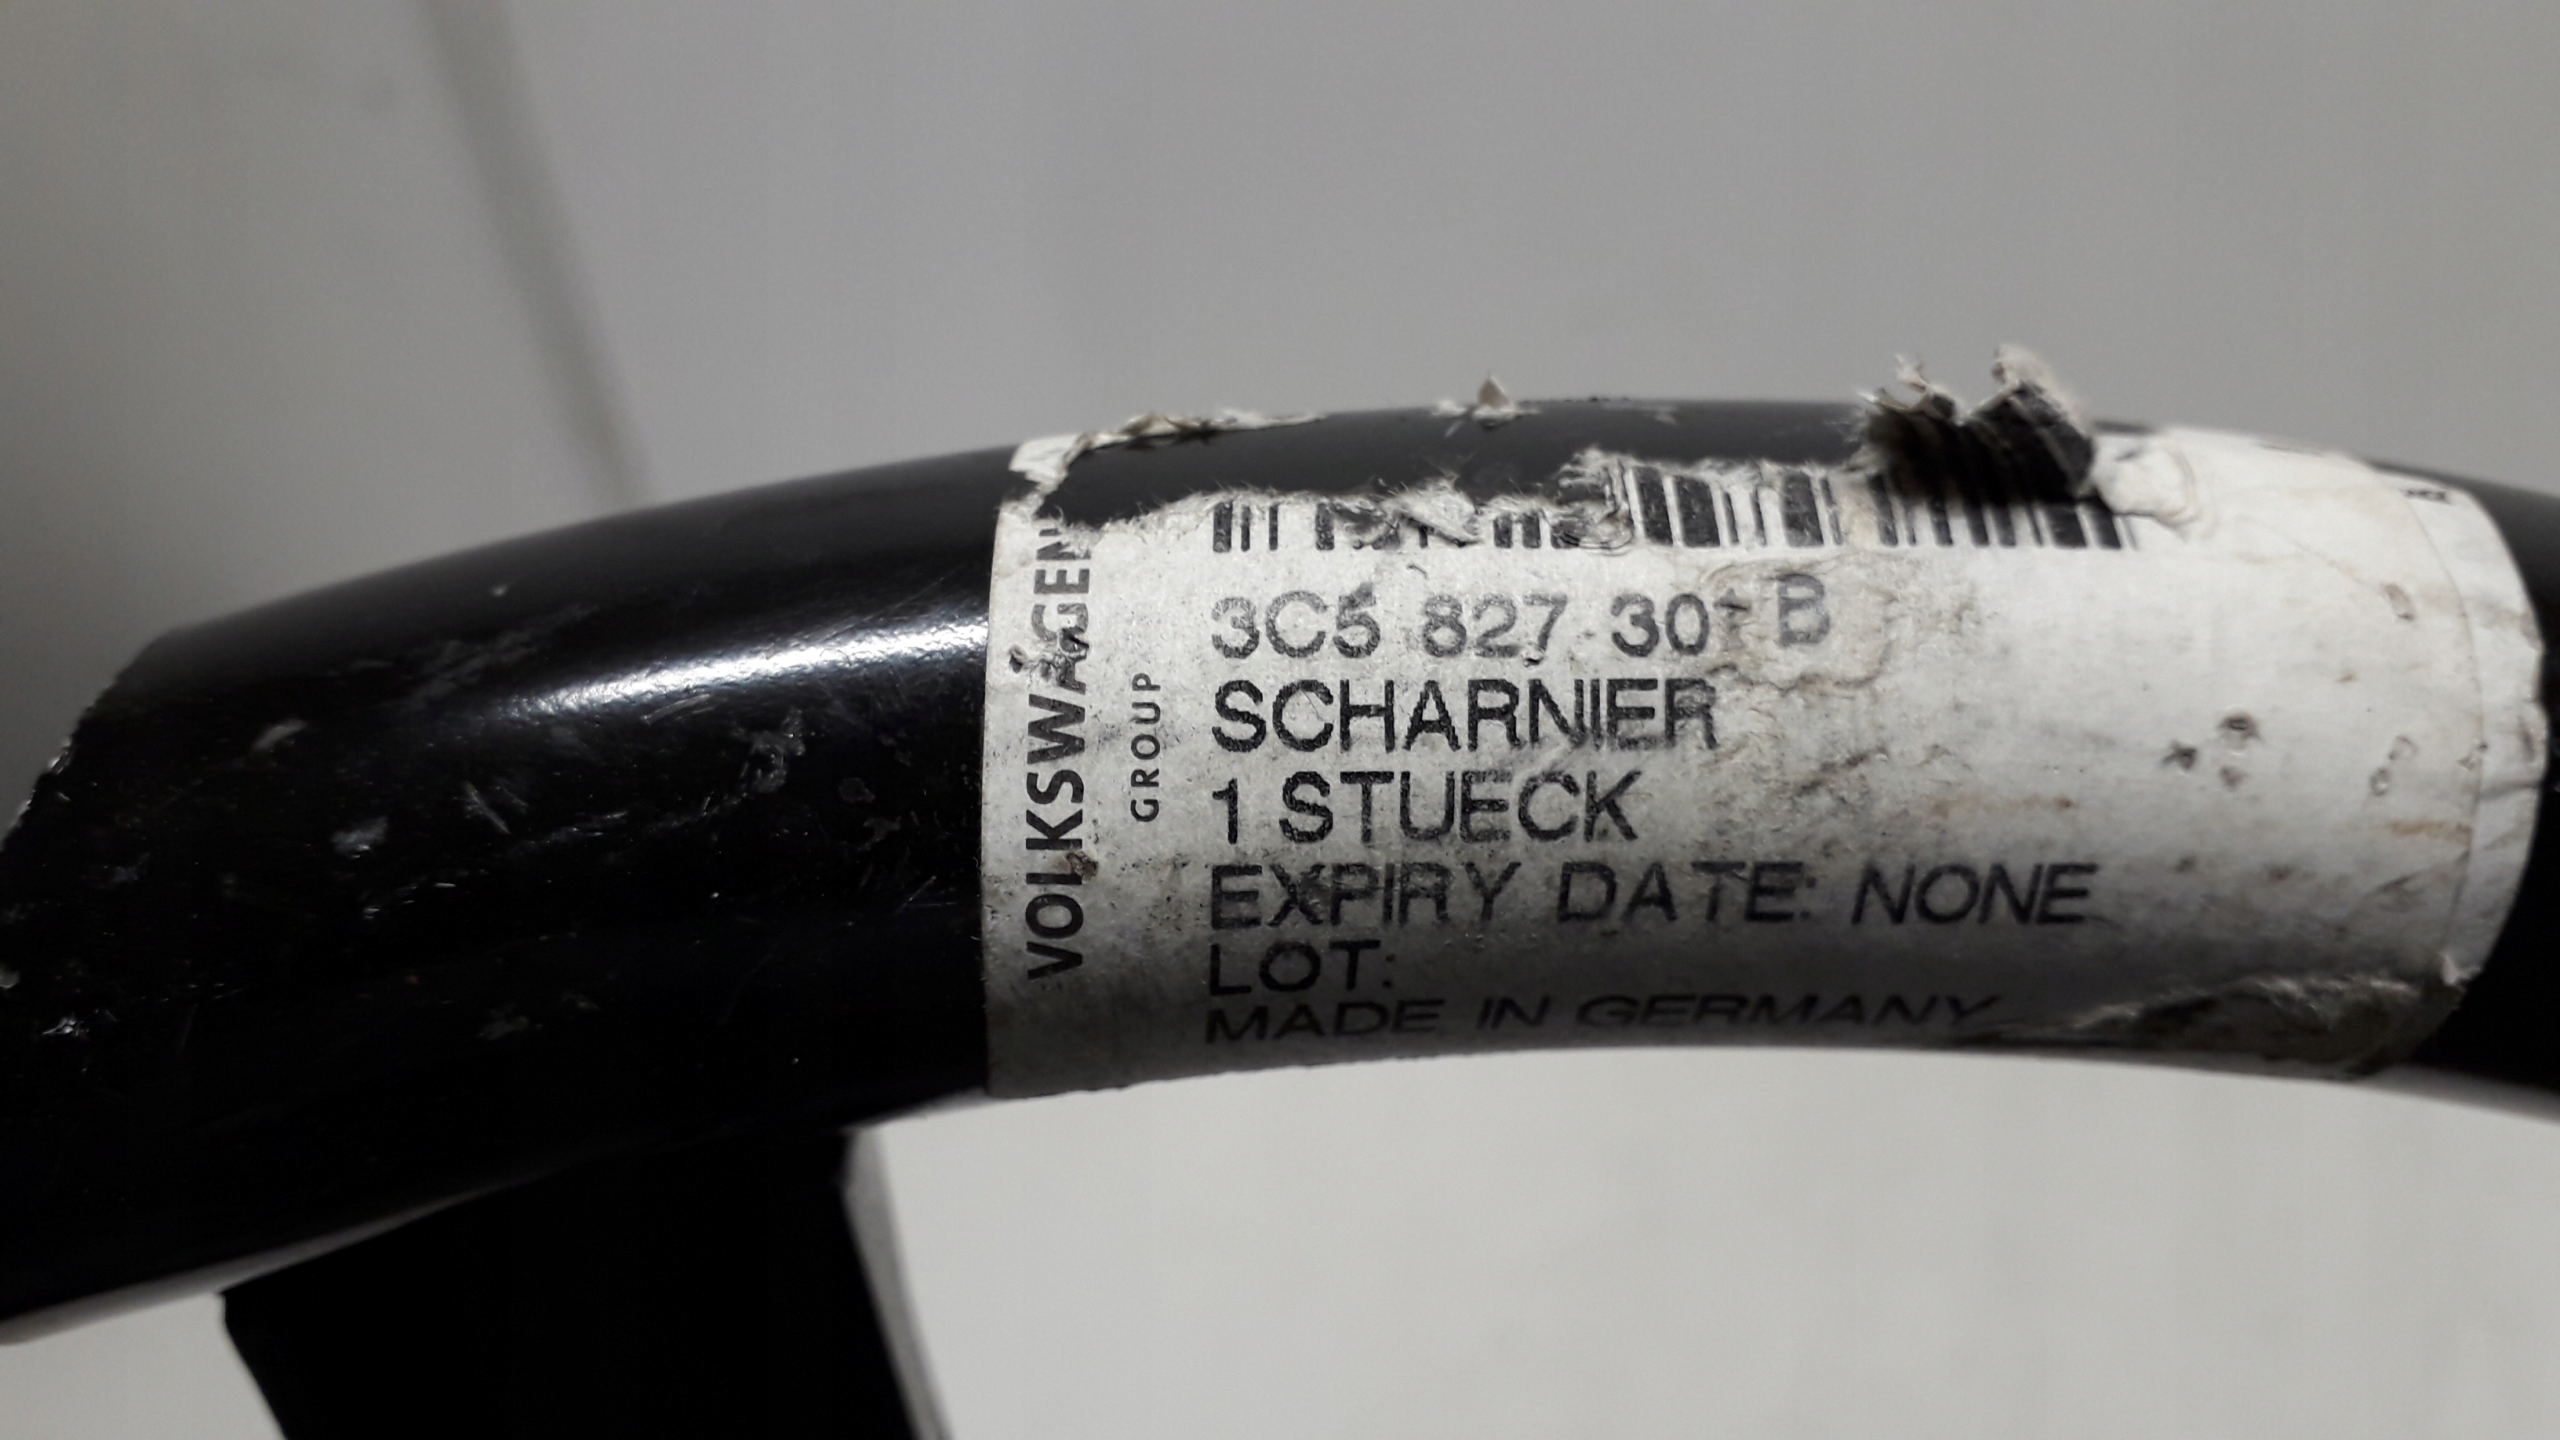 VOLKSWAGEN
GROUP
3C5 827 301 B
SCHARNIER
1 STUECK
EXPIRY DATE: NONE
LOT:
MADE IN GERMANY